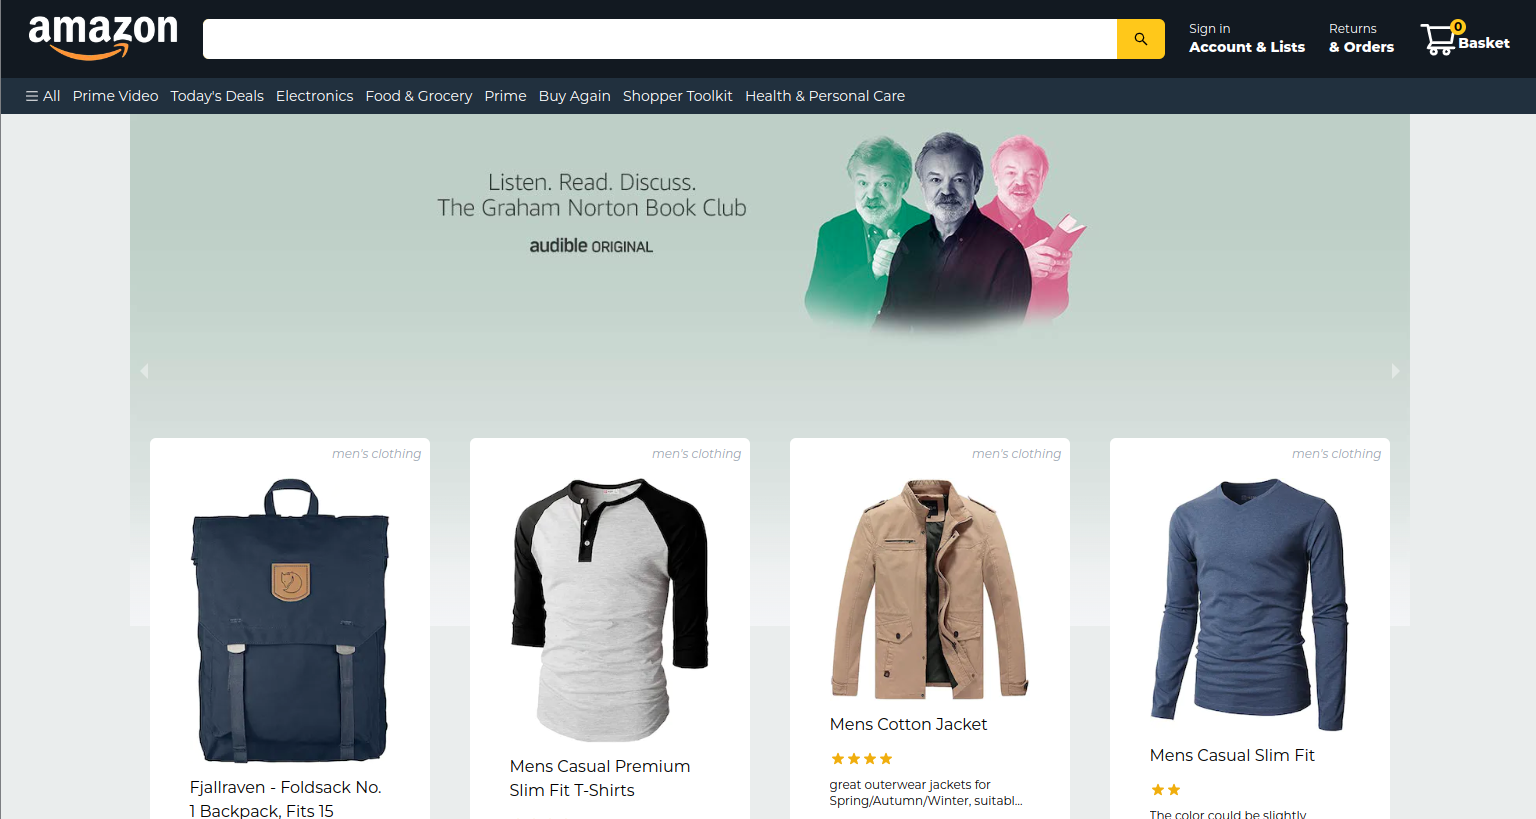 amazon
Sign in
Account & Lists
Returns
& Orders
0
Basket
All Prime Video Today's Deals Electronics Food & Grocery Prime Buy Again Shopper Toolkit Health & Personal Care
Listen. Read. Discuss.
The Graham Norton Book Club
audible ORIGINAL
men's clothing
Fjallraven - Foldsack No.
1 Backpack, Fits 15
men's clothing
Mens Casual Premium
Slim Fit T-Shirts
men's clothing
Mens Cotton Jacket
great outerwear jackets for
Spring/Autumn/Winter, suitabl...
men's clothing
Mens Casual Slim Fit
The color could be slightly